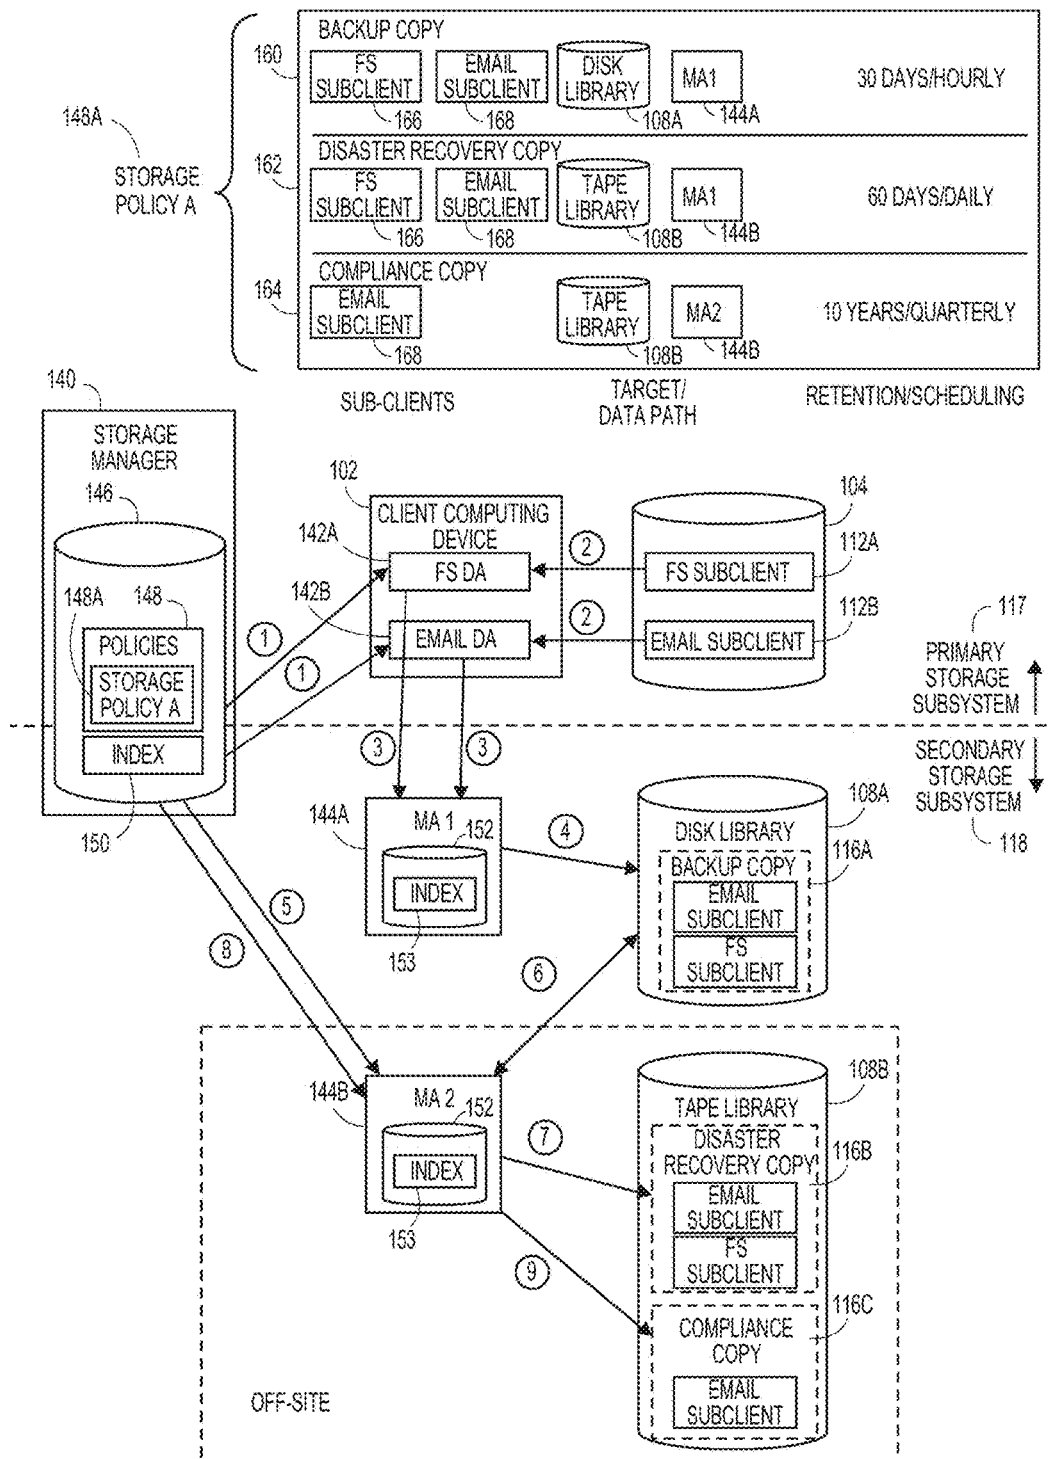 BACKUP COPY
160
FS
SUBCLIENT
166
EMAIL
SUBCLIENT
168
DISK
LIBRARY
108A
MA1
144A
30 DAYS/HOURLY
148A
STORAGE
POLICY A
DISASTER RECOVERY COPY
162
FS
SUBCLIENT
166
EMAIL
SUBCLIENT
168
TAPE
LIBRARY
108B
MA1
144B
60 DAYS/DAILY
COMPLIANCE COPY
164
EMAIL
SUBCLIENT
168
TAPE
LIBRARY
108B
MA2
144B
10 YEARS/QUARTERLY
SUB-CLIENTS
TARGET/
DATA PATH
RETENTION/SCHEDULING
140
STORAGE
MANAGER
146
148A
148
POLICIES
STORAGE
POLICY A
INDEX
150
1
1
102
CLIENT COMPUTING
DEVICE
142A
FS DA
142B
EMAIL DA
2
2
104
FS SUBCLIENT
112A
EMAIL SUBCLIENT
112B
117
PRIMARY
STORAGE
SUBSYSTEM
SECONDARY
STORAGE
SUBSYSTEM
118
3
3
144A
MA 1
152
INDEX
153
4
108A
DISK LIBRARY
116A
BACKUP COPY
EMAIL
SUBCLIENT
FS
SUBCLIENT
5
8
6
144B
MA 2
152
INDEX
153
7
9
108B
TAPE LIBRARY
DISASTER
RECOVERY COPY
116B
EMAIL
SUBCLIENT
FS
SUBCLIENT
116C
COMPLIANCE
COPY
EMAIL
SUBCLIENT
OFF-SITE